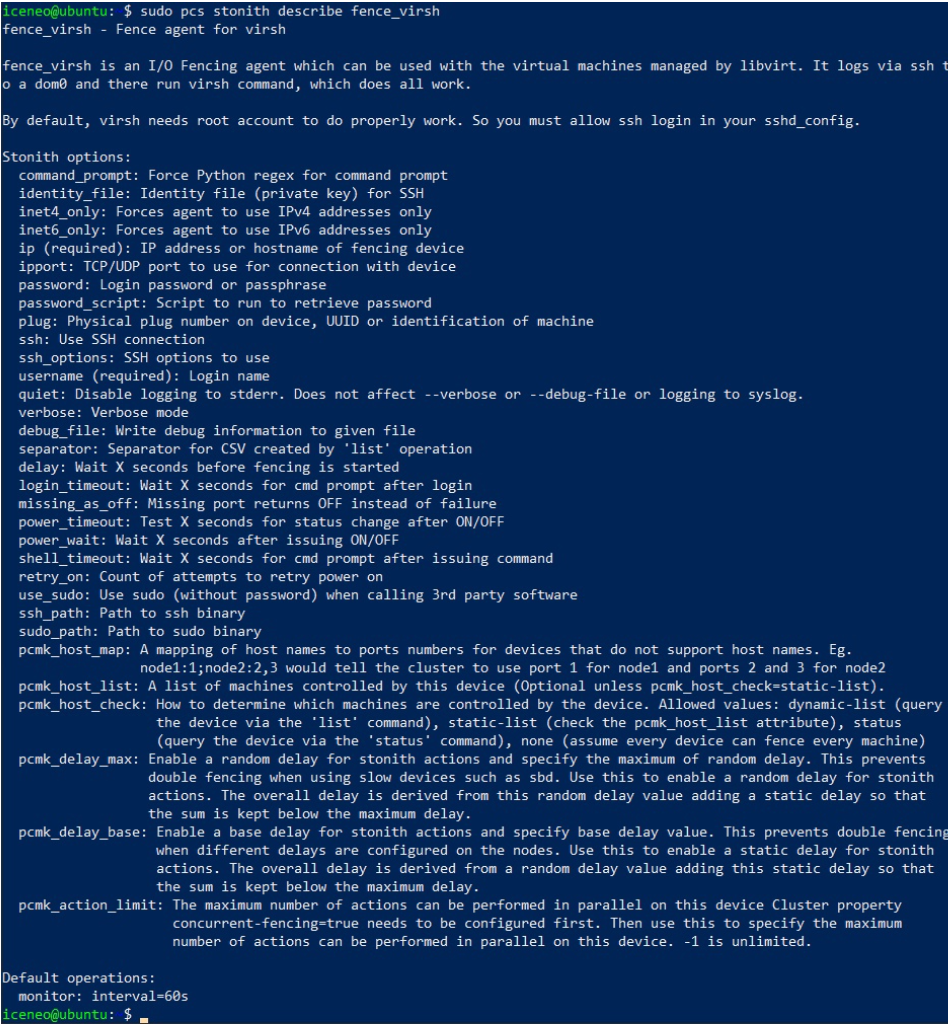 iceneo@ubuntu: $ sudo pcs stonith describe fence_virsh
fence_virsh - Fence agent for virsh
fence_virsh is an I/O Fencing agent which can be used with the virtual machines managed by libvirt. It logs via ssh t
o a dom0 and there run virsh command, which does all work.
By default, virsh needs root account to do properly work. So you must allow ssh login in your sshd_config.
Stonith options:
command_prompt: Force Python regex for command prompt
identity_file: Identity file (private key) for SSH
inet4_only: Forces agent to use IPv4 addresses only
inet6_only: Forces agent to use IPv6 addresses only
ip (required): IP address or hostname of fencing device
ipport: TCP/UDP port to use for connection with device
password: Login password or passphrase
password_script: Script to run to retrieve password
plug: Physical plug number on device, UUID or identification of machine
ssh: Use SSH connection
ssh_options: SSH options to use
username (required): Login name
quiet: Disable logging to stderr. Does not affect --verbose or --debug-file or logging to syslog.
verbose: Verbose mode
debug_file: Write debug information to given file
separator: Separator for CSV created by 'list' operation
delay: Wait X seconds before fencing is started
login_timeout: Wait X seconds for cmd prompt after login
missing_as_off: Missing port returns OFF instead of failure
power_timeout: Test X seconds for status change after ON/OFF
power_wait: Wait X seconds after issuing ON/OFF
shell_timeout: Wait X seconds for cmd prompt after issuing command
retry_on: Count of attempts to retry power on
use_sudo: Use sudo (without password) when calling 3rd party software
ssh_path: Path to ssh binary
sudo_path: Path to sudo binary
pcmk_host_map: A mapping of host names to ports numbers for devices that do not support host names. Eg.
node1:1;node2:2,3 would tell the cluster to use port 1 for node1 and ports 2 and 3 for node2
pcmk_host_list: A list of machines controlled by this device (Optional unless pcmk_host_check=static-list).
pcmk_host_check: How to determine which machines are controlled by the device. Allowed values: dynamic-list (query
the device via the 'list' command), static-list (check the pcmk_host_list attribute), status
(query the device via the 'status' command), none (assume every device can fence every machine)
pcmk_delay_max: Enable a random delay for stonith actions and specify the maximum of random delay. This prevents
double fencing when using slow devices such as sbd. Use this to enable a random delay for stonith
actions. The overall delay is derived from this random delay value adding a static delay so that
the sum is kept below the maximum delay.
pcmk_delay_base: Enable a base delay for stonith actions and specify base delay value. This prevents double fencing
when different delays are configured on the nodes. Use this to enable a static delay for stonith
actions. The overall delay is derived from a random delay value adding this static delay so that
the sum is kept below the maximum delay.
pcmk_action_limit: The maximum number of actions can be performed in parallel on this device Cluster property
concurrent-fencing=true needs to be configured first. Then use this to specify the maximum
number of actions can be performed in parallel on this device. -1 is unlimited.
Default operations:
monitor: interval=60s
iceneo@ubuntu: $